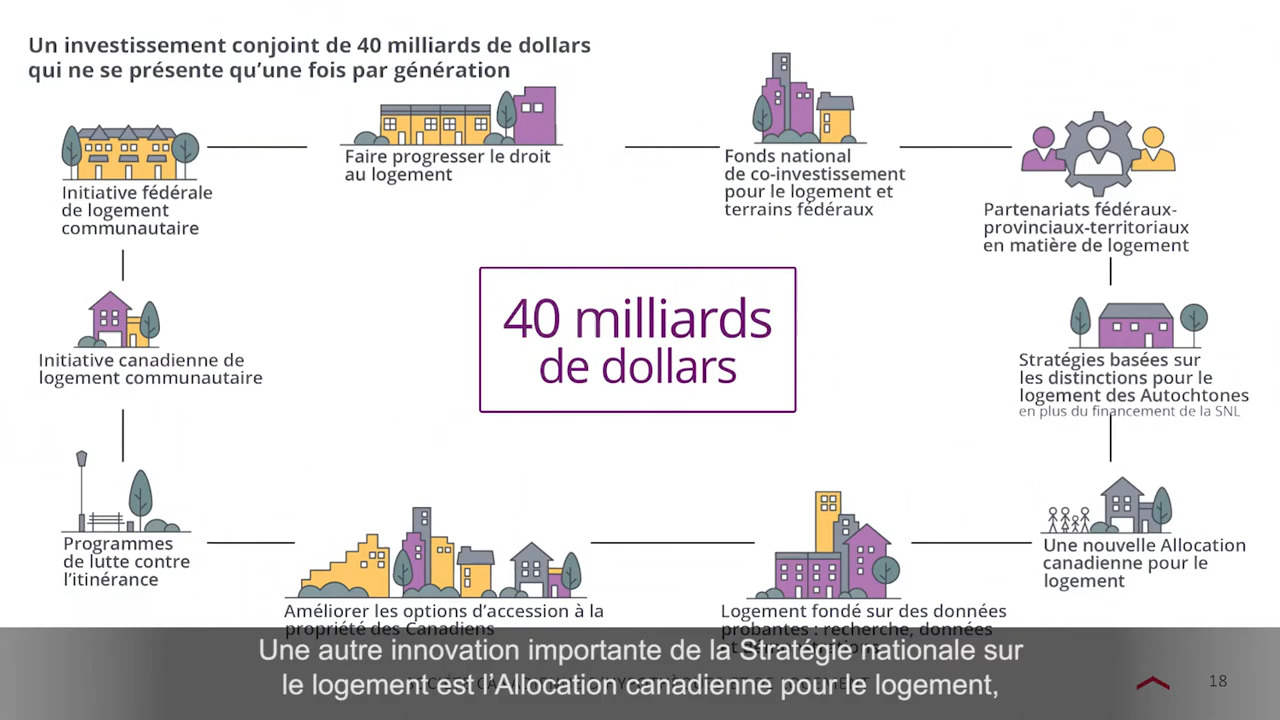 Un investissement conjoint de 40 milliards de dollars
qui ne se présente qu'une fois par génération
Initiative fédérale
de logement
communautaire
Faire progresser le droit
au logement
Fonds national
de co-investissement
pour le logement et
terrains fédéraux
Partenariats fédéraux-
provinciaux-territoriaux
en matière de logement
40 milliards
de dollars
Initiative canadienne de
logement communautaire
Stratégies basées sur
les distinctions pour le
logement des Autochtones
en plus du financement de la SNL
Programmes
de lutte contre
l'itinérance
Améliorer les options d'accession à la
propriété des Canadiens
Logement fondé sur des données
probantes : recherche, données
Une nouvelle Allocation
canadienne pour le
logement
Une autre innovation importante de la Stratégie nationale sur
le logement est l'Allocation canadienne pour le logement,
18